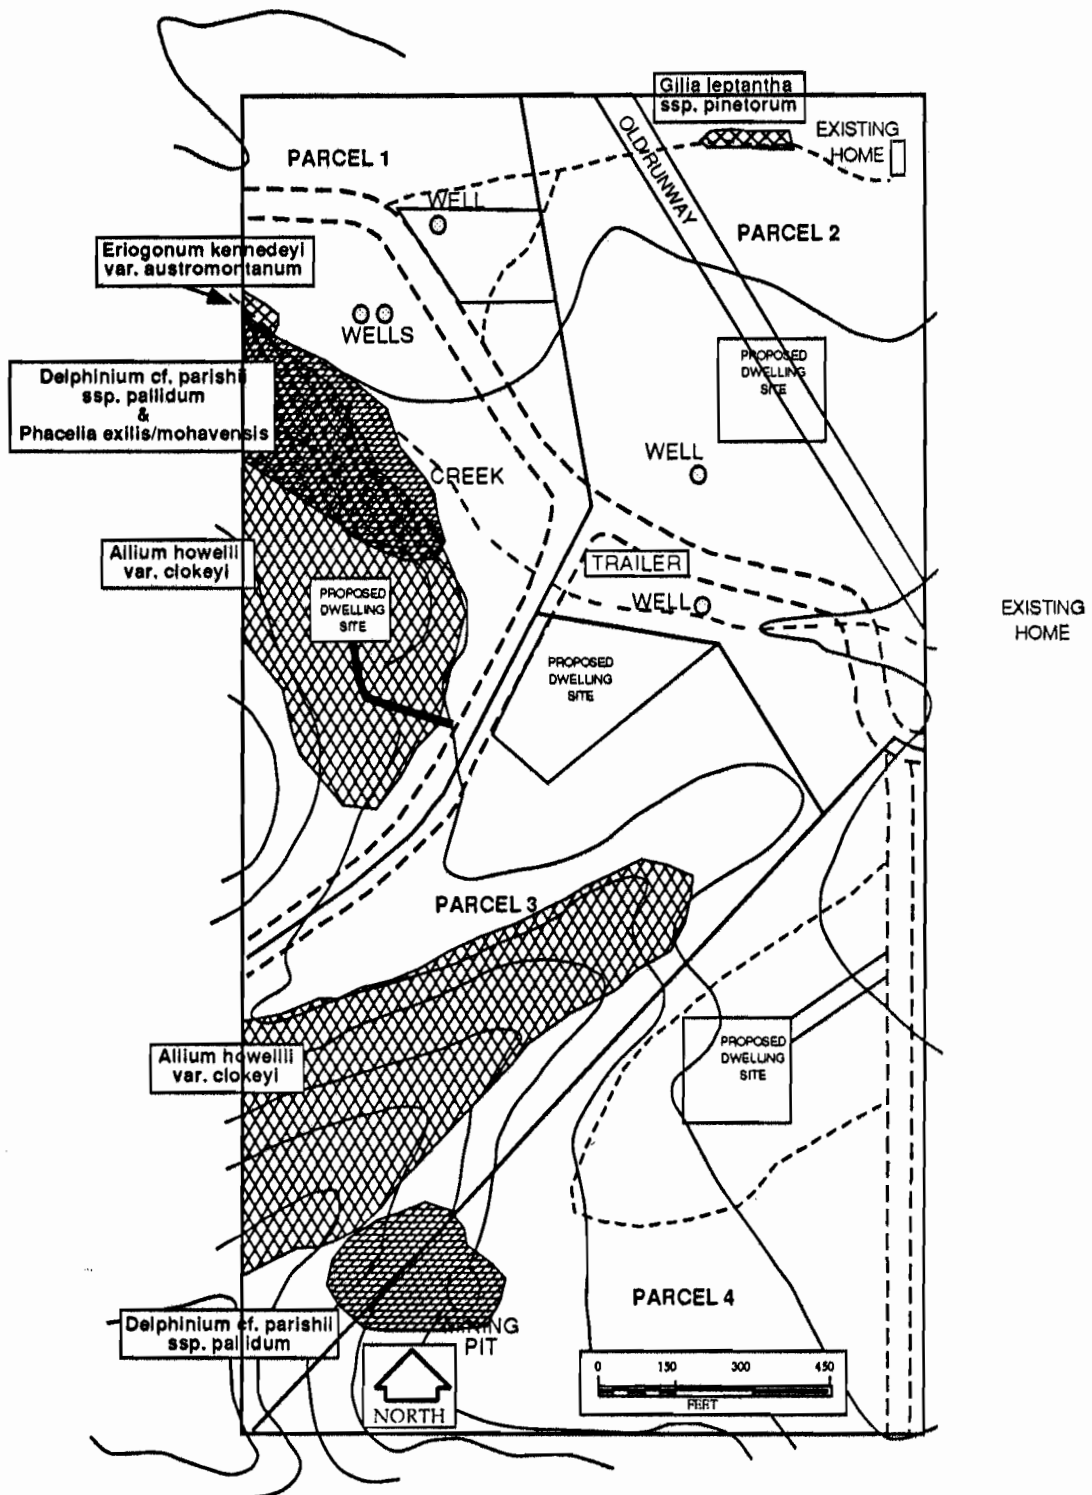 Gilia leptantha
ssp. pinetorum
OLD/RUNWAY
EXISTING
HOME
PARCEL 1
WELL
PARCEL 2
Eriogonum kennedeyi
var. austromontanum
WELLS
PROPOSED
DWELLING
SITE
Delphinium cf. parishii
ssp. pallidum
&
Phacelia exilis/mohavensis
WELL
CREEK
Allium howellii
var. clokeyi
TRAILER
PROPOSED
DWELLING
SITE
WELL
EXISTING
HOME
PROPOSED
DWELLING
SITE
PARCEL 3
Allium howellii
var. clokeyi
PROPOSED
DWELLING
SITE
PARCEL 4
Delphinium cf. parishii
ssp. pallidum
MINING
PIT
0 150 300 450
FEET
NORTH